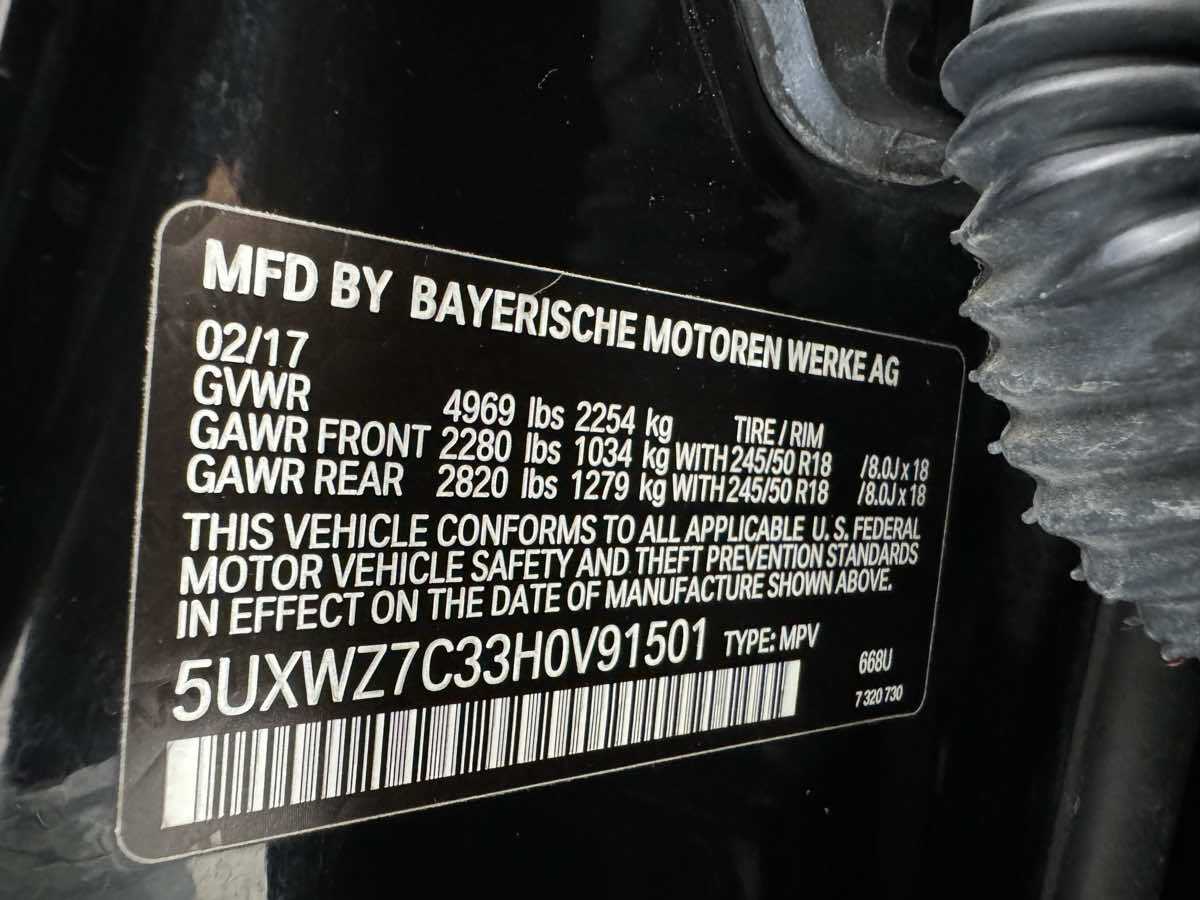 MFD BY BAYERISCHE MOTOREN WERKE AG
02/17
GVWR 4969 lbs 2254 kg TIRE / RIM
GAWR FRONT 2280 lbs 1034 kg WITH 245/50 R18 /8.0J x 18
GAWR REAR 2820 lbs 1279 kg WITH 245/50 R18 /8.0J x 18
THIS VEHICLE CONFORMS TO ALL APPLICABLE U. S. FEDERAL
MOTOR VEHICLE SAFETY AND THEFT PREVENTION STANDARDS
IN EFFECT ON THE DATE OF MANUFACTURE SHOWN ABOVE.
5UXWZ7C33H0V91501 TYPE: MPV 668U
7 320 730